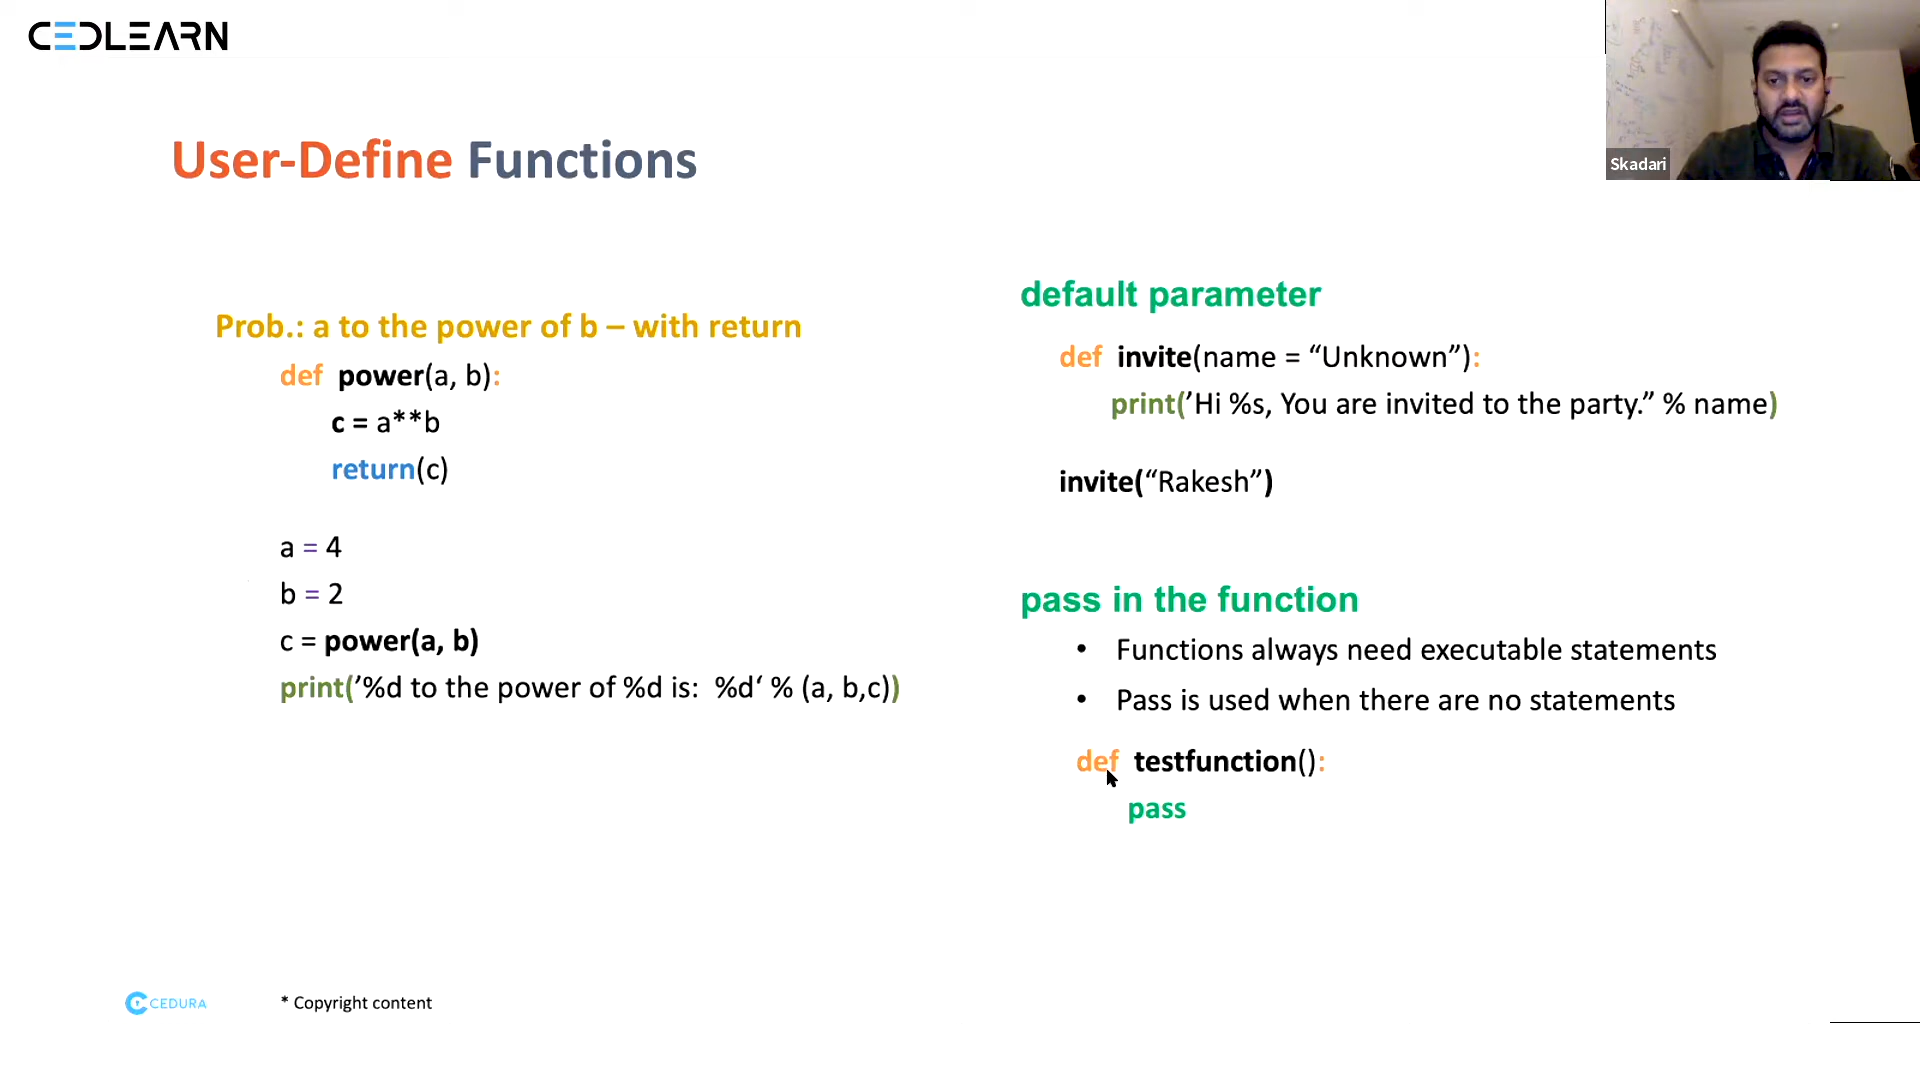 CEDLEARN
Skadari
User-Define Functions
Prob.: a to the power of b – with return
def power(a, b):
c = a**b
return(c)
a = 4
b = 2
c = power(a, b)
print(’%d to the power of %d is:  %d‘ % (a, b,c))
default parameter
def invite(name = “Unknown”):
print(’Hi %s, You are invited to the party.” % name)
invite(“Rakesh”)
pass in the function
• Functions always need executable statements
• Pass is used when there are no statements
def testfunction():
pass
CEDURA
* Copyright content